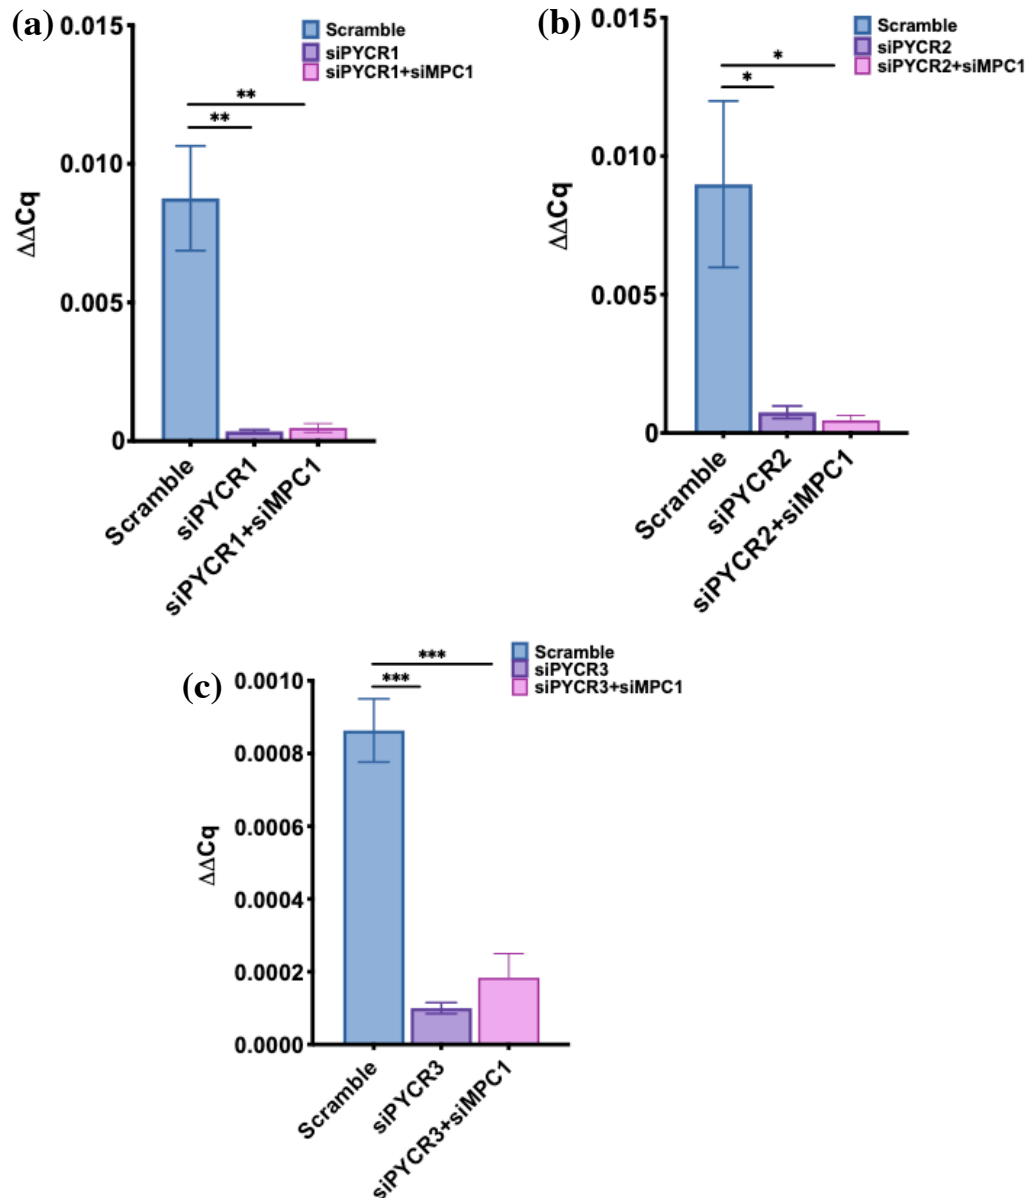 (a)
0.015
0.010
0.005
0
ΔΔCq
Scramble
siPYCR1
siPYCR1+siMPC1
**
**
Scramble
siPYCR1
siPYCR1+siMPC1
(b)
0.015
0.010
0.005
0
ΔΔCq
Scramble
siPYCR2
siPYCR2+siMPC1
*
*
Scramble
siPYCR2
siPYCR2+siMPC1
(c)
0.0010
0.0008
0.0006
0.0004
0.0002
0.0000
ΔΔCq
Scramble
siPYCR3
siPYCR3+siMPC1
***
***
Scramble
siPYCR3
siPYCR3+siMPC1